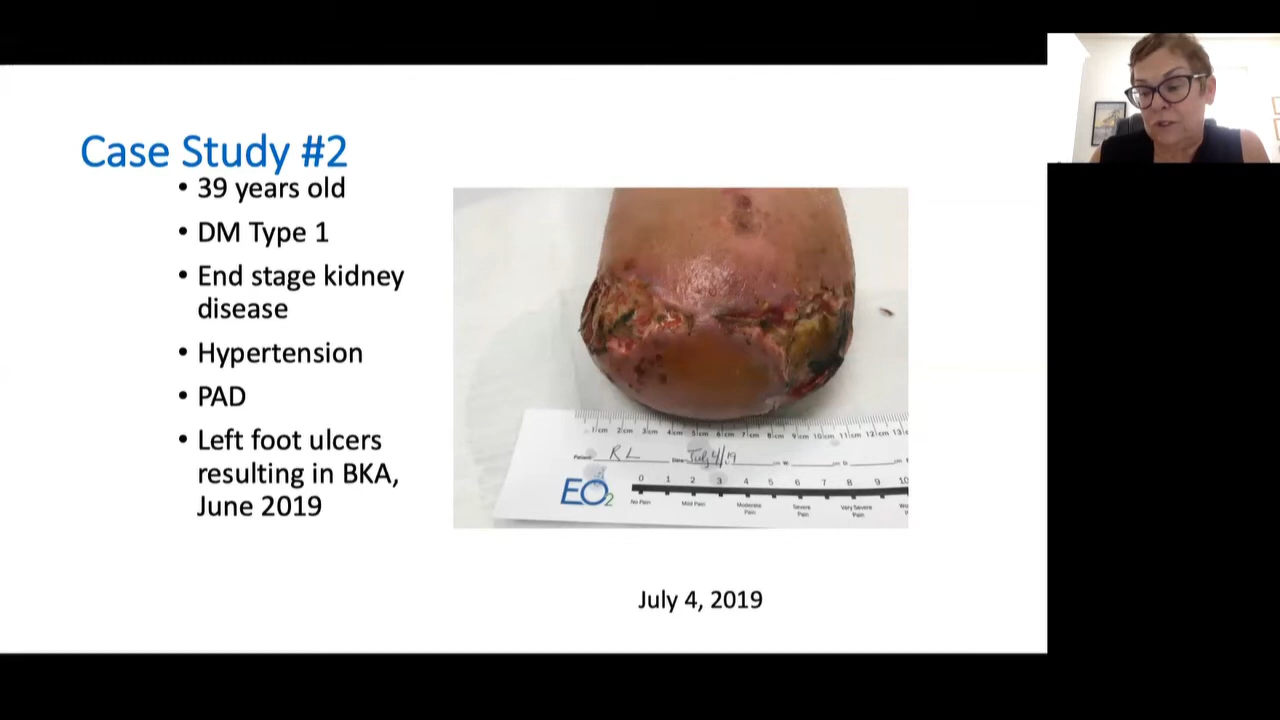 Case Study #2
• 39 years old
• DM Type 1
• End stage kidney
disease
• Hypertension
• PAD
• Left foot ulcers
resulting in BKA,
June 2019
1cm 2cm 3cm 4cm 5cm 6cm 7cm 8cm 9cm 10cm 11cm 12cm 13
Patient RL Date July 4/19
EO2
0 1 2 3 4 5 6 7 8 9 10
No Pain Mild Pain Moderate Pain Severe Pain Very Severe Pain
July 4, 2019